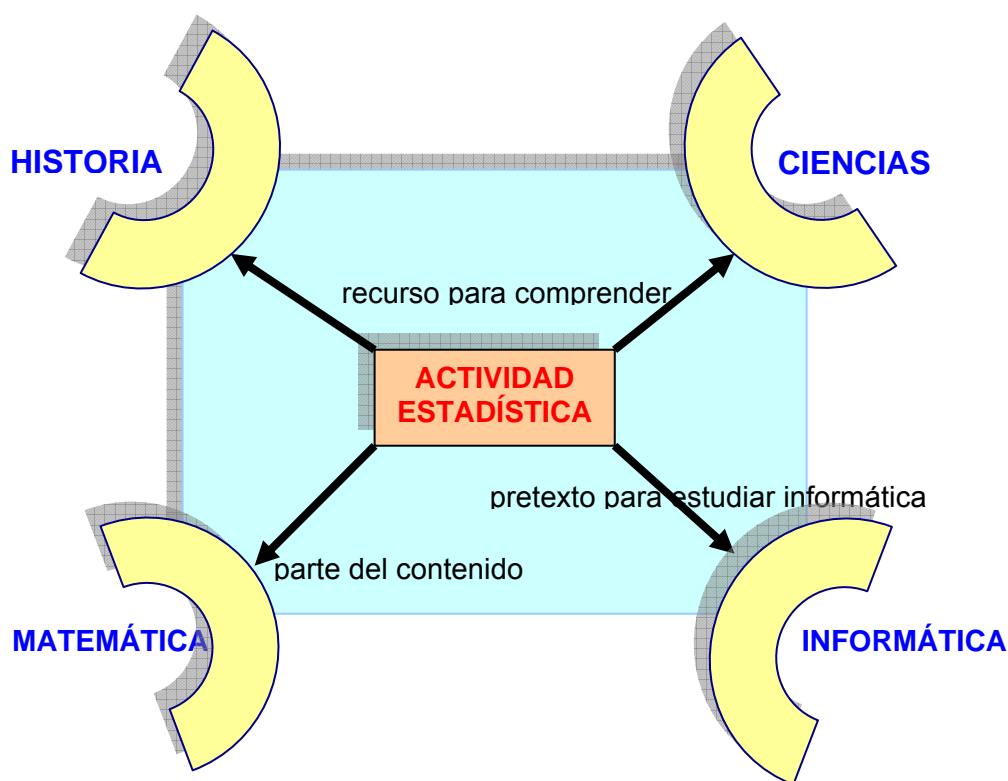 HISTORIA
CIENCIAS
recurso para comprender
ACTIVIDAD
ESTADÍSTICA
pretexto para estudiar informática
parte del contenido
MATEMÁTICA
INFORMÁTICA